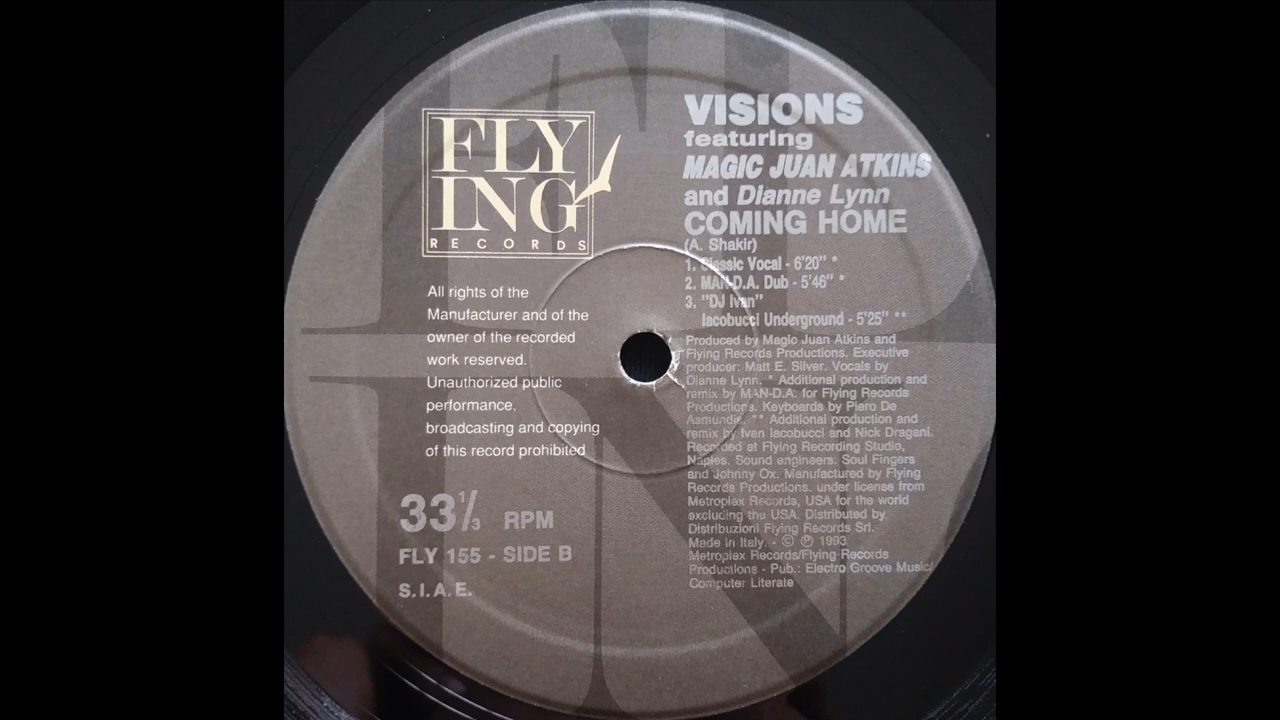 FLY
ING
RECORDS
All rights of the
Manufacturer and of the
owner of the recorded
work reserved.
Unauthorized public
performance,
broadcasting and copying
of this record prohibited
33 1/3 RPM
FLY 155 - SIDE B
S.I.A.E.
VISIONS
featuring
MAGIC JUAN ATKINS
and Dianne Lynn
COMING HOME
(A. Shakir)
1. Classic Vocal - 6'20" *
2. MAN-D.A. Dub - 5'46" *
3. "DJ Ivan"
Iacobucci Underground - 5'25" **
Produced by Magic Juan Atkins and
Flying Records Productions. Executive
producer: Matt E. Silver. Vocals by
Dianne Lynn. * Additional production and
remix by MAN-D.A. for Flying Records
Productions. Keyboards by Piero De
Asmundis. ** Additional production and
remix by Ivan Iacobucci and Nick Dragani.
Recorded at Flying Recording Studio,
Naples. Sound engineers: Soul Fingers
and Johnny Ox. Manufactured by Flying
Records Productions. under license from
Metroplex Records, USA for the world
excluding the USA. Distributed by
Distribuzioni Flying Records Srl.
Made in Italy. - © ℗ 1993
Metroplex Records/Flying Records
Productions - Pub.: Electro Groove Music/
Computer Literate